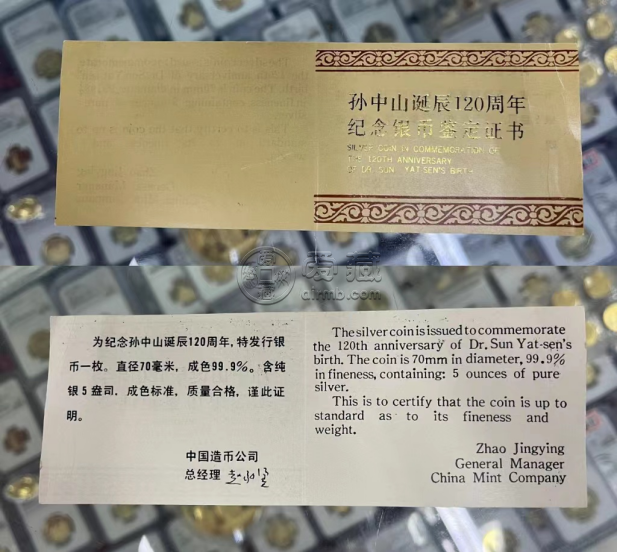 孙中山诞辰120周年
纪念银币鉴定证书
SILVER COIN IN COMMEMORATION OF
THE 120TH ANNIVERSARY
OF DR. SUN YAT-SEN'S BIRTH
爱藏
airmb.com
为纪念孙中山诞辰120周年，特发行银
币一枚。直径70毫米，成色99.9%。含纯
银5盎司，成色标准，质量合格，谨此证
明。
中国造币公司
总经理
The silver coin is issued to commemorate
the 120th anniversary of Dr. Sun Yat-sen's
birth. The coin is 70mm in diameter, 99.9%
in fineness, containing: 5 ounces of pure
silver.
This is to certify that the coin is up to
standard as to its fineness and
weight.
Zhao Jingying
General Manager
China Mint Company